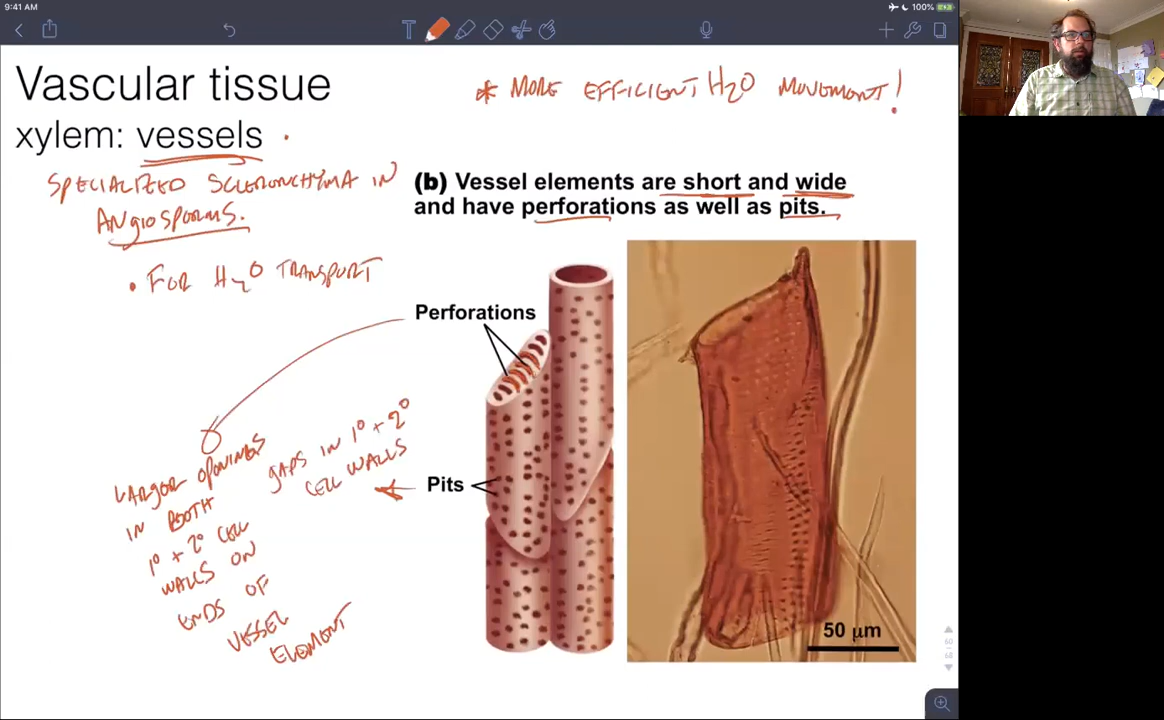 9:41 AM
100%
T
Vascular tissue
xylem: vessels
* MORE EFFICIENT H2O MOVEMENT!
SPECIALIZED SCLERENCHYMA IN
ANGIOSPERMS.
• FOR H2O TRANSPORT
(b) Vessel elements are short and wide
and have perforations as well as pits.
Perforations
Pits
GAPS IN 1° + 2°
CELL WALLS
LARGER OPENINGS
IN BOTH
1° + 2° CELL
WALLS ON
ENDS OF
VESSEL
ELEMENT
50 µm